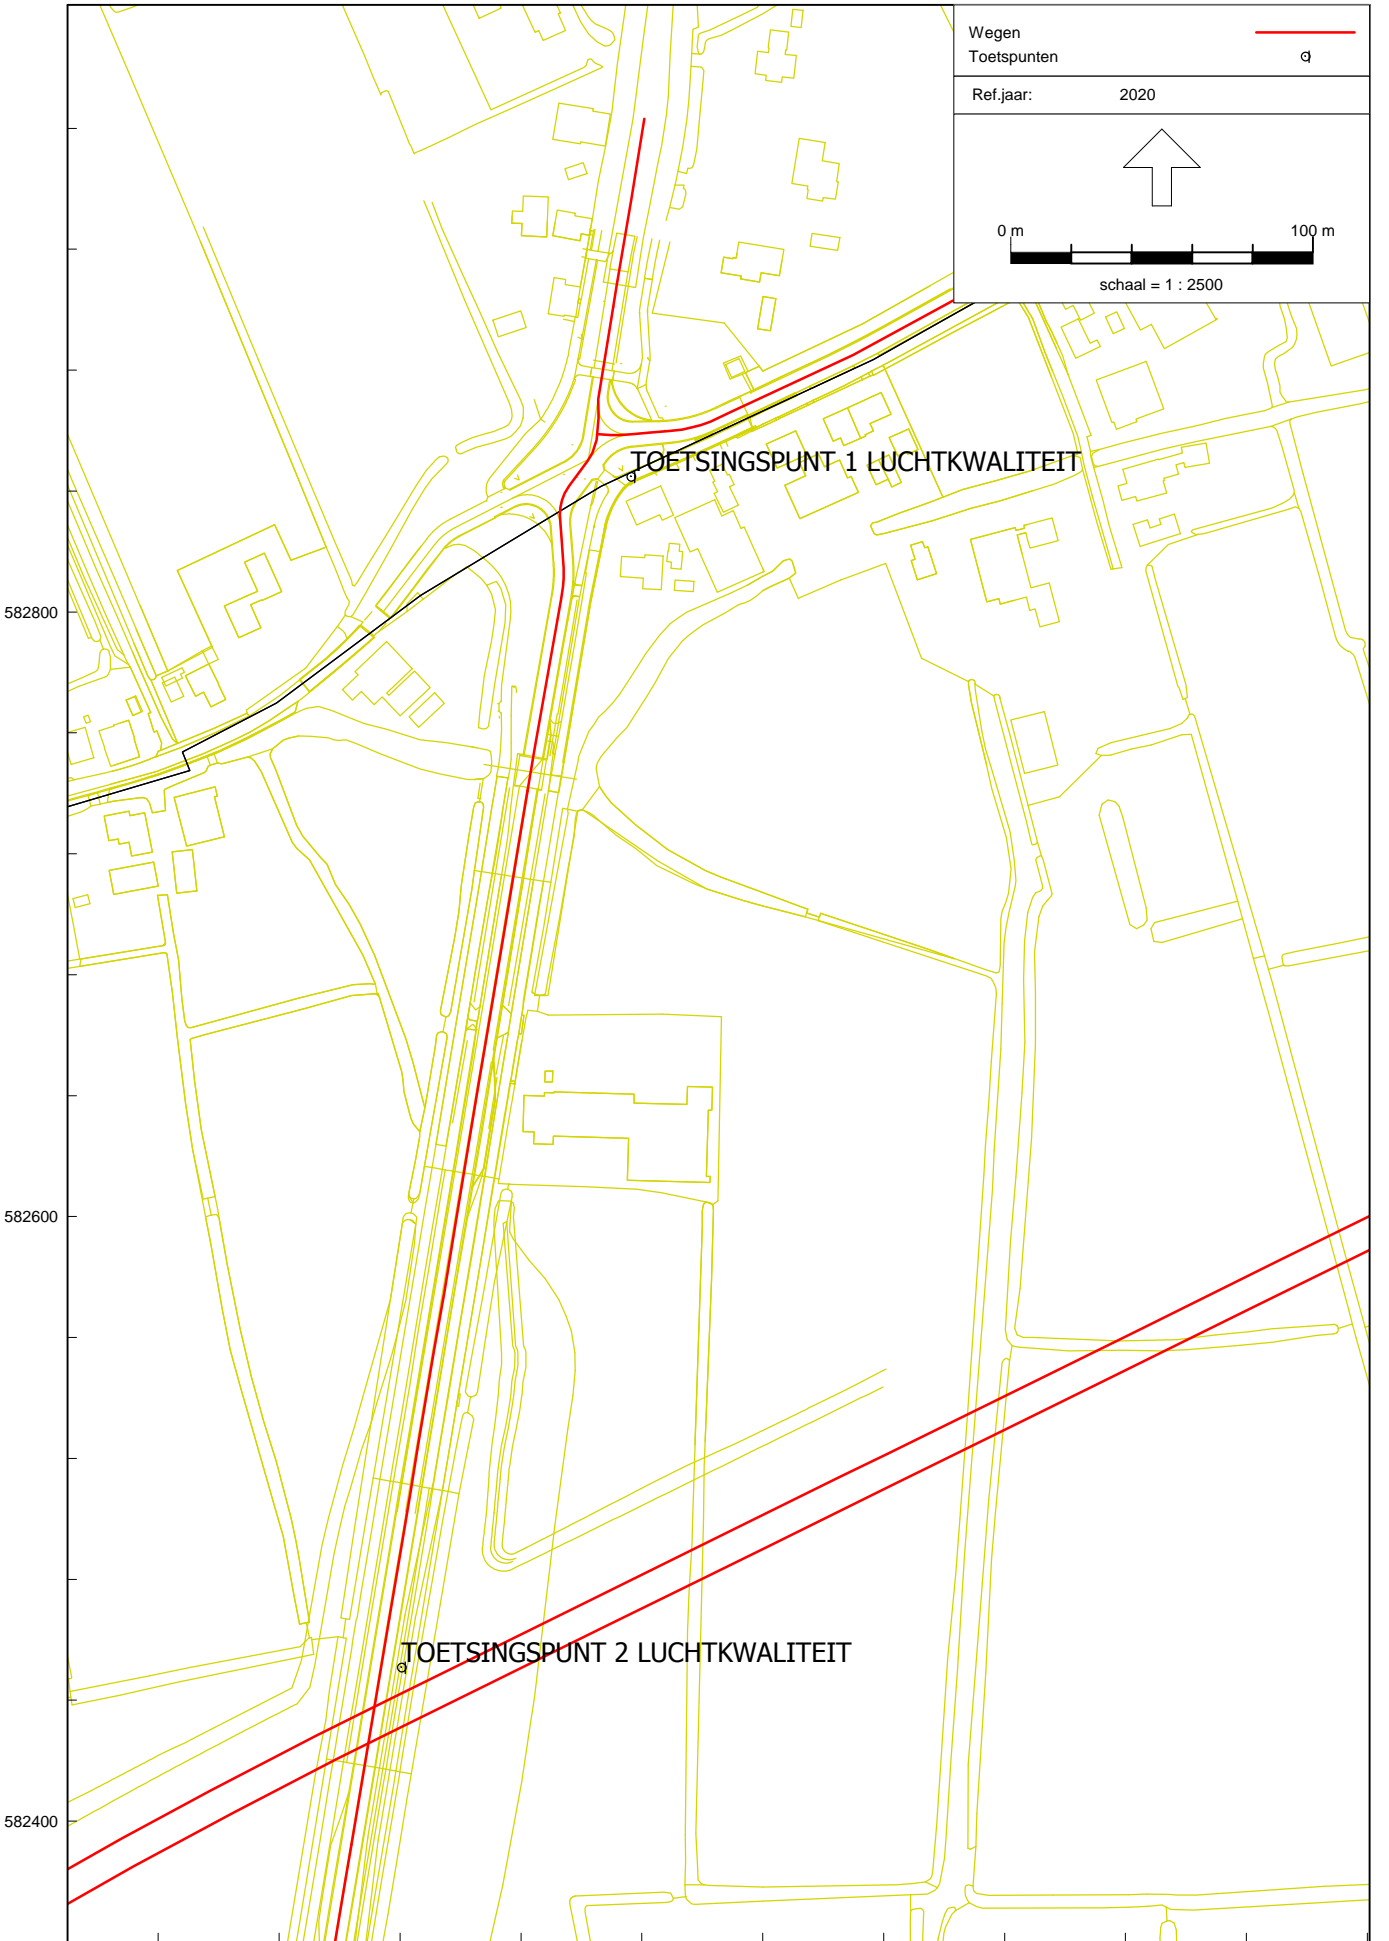 Wegen
Toetspunten
Ref.jaar: 2020
0 m 100 m
schaal = 1 : 2500
TOETSINGSPUNT 1 LUCHTKWALITEIT
582800
582600
TOETSINGSPUNT 2 LUCHTKWALITEIT
582400